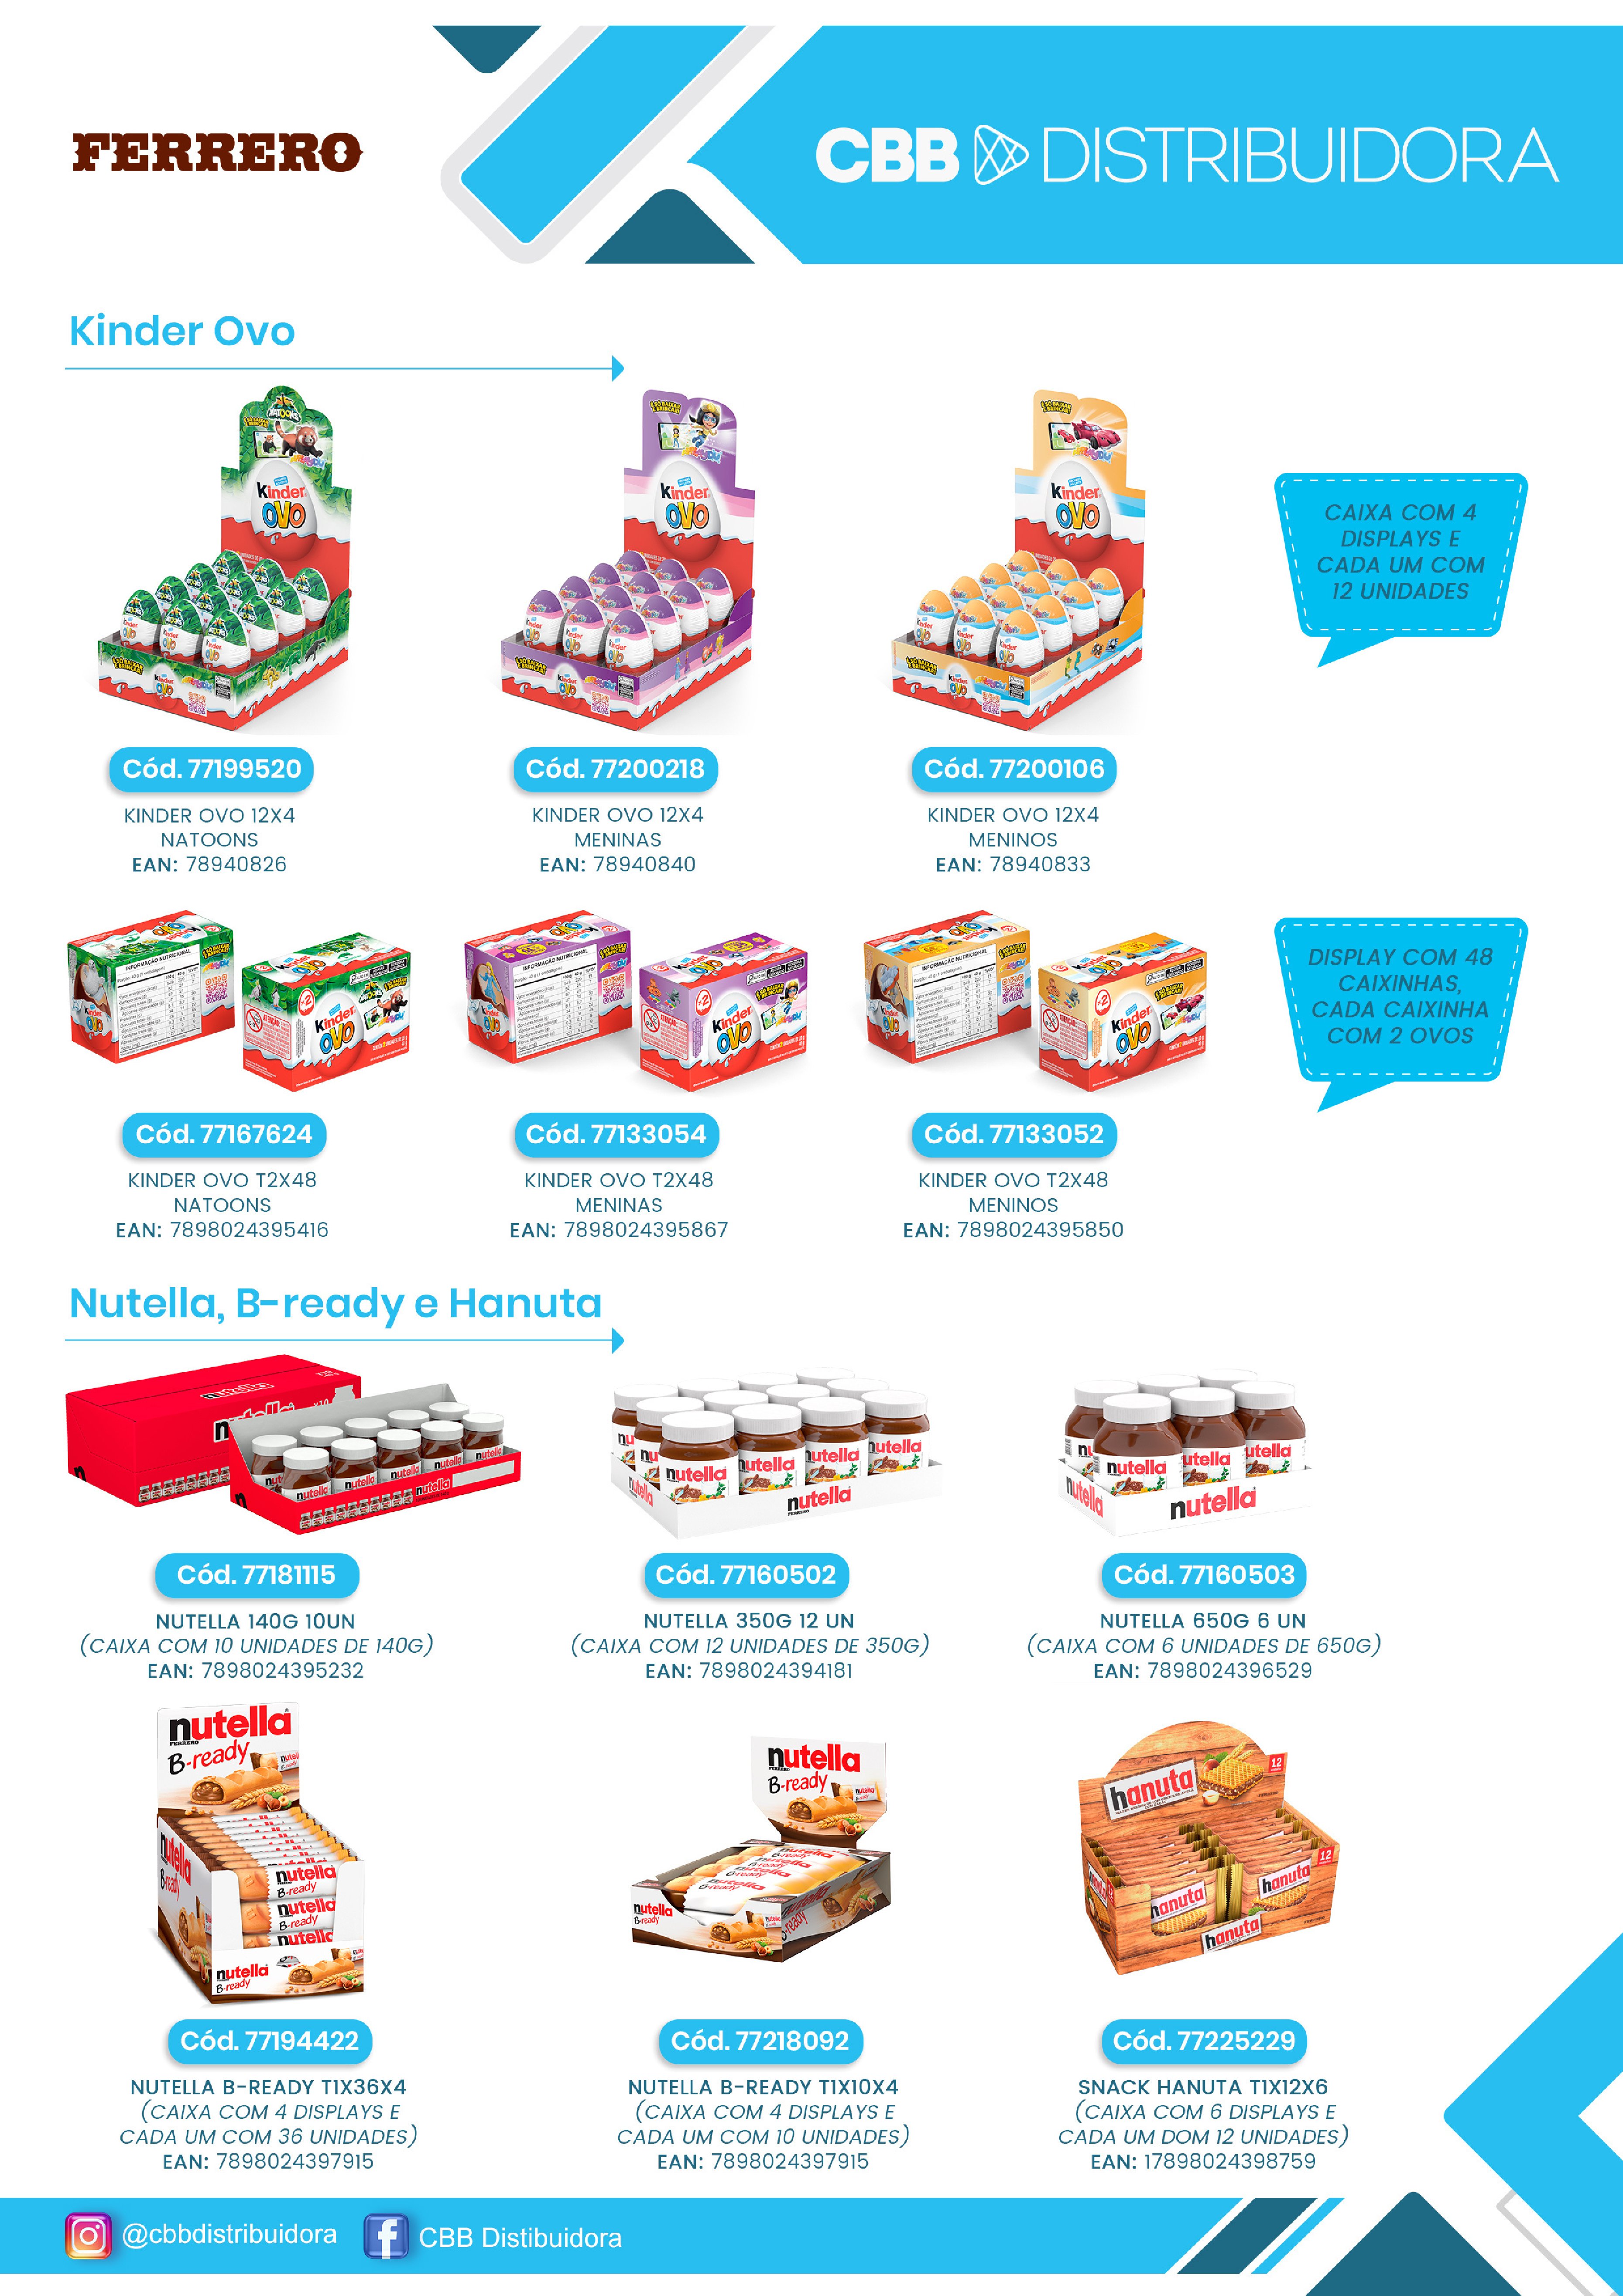 FERRERO
CBB DISTRIBUIDORA
Kinder Ovo
CAIXA COM 4
DISPLAYS E
CADA UM COM
12 UNIDADES
Cód. 77199520
KINDER OVO 12X4
NATOONS
EAN: 78940826
Cód. 77200218
KINDER OVO 12X4
MENINAS
EAN: 78940840
Cód. 77200106
KINDER OVO 12X4
MENINOS
EAN: 78940833
DISPLAY COM 48
CAIXINHAS,
CADA CAIXINHA
COM 2 OVOS
Cód. 77167624
KINDER OVO T2X48
NATOONS
EAN: 7898024395416
Cód. 77133054
KINDER OVO T2X48
MENINAS
EAN: 7898024395867
Cód. 77133052
KINDER OVO T2X48
MENINOS
EAN: 7898024395850
Nutella, B-ready e Hanuta
Cód. 77181115
NUTELLA 140G 10UN
(CAIXA COM 10 UNIDADES DE 140G)
EAN: 7898024395232
Cód. 77160502
NUTELLA 350G 12 UN
(CAIXA COM 12 UNIDADES DE 350G)
EAN: 7898024394181
Cód. 77160503
NUTELLA 650G 6 UN
(CAIXA COM 6 UNIDADES DE 650G)
EAN: 7898024396529
nutella
B-ready
nutella
B-ready
hanuta
Cód. 77194422
NUTELLA B-READY T1X36X4
(CAIXA COM 4 DISPLAYS E
CADA UM COM 36 UNIDADES)
EAN: 7898024397915
Cód. 77218092
NUTELLA B-READY T1X10X4
(CAIXA COM 4 DISPLAYS E
CADA UM COM 10 UNIDADES)
EAN: 7898024397915
Cód. 77225229
SNACK HANUTA T1X12X6
(CAIXA COM 6 DISPLAYS E
CADA UM DOM 12 UNIDADES)
EAN: 17898024398759
@cbbdistribuidora
CBB Distibuidora